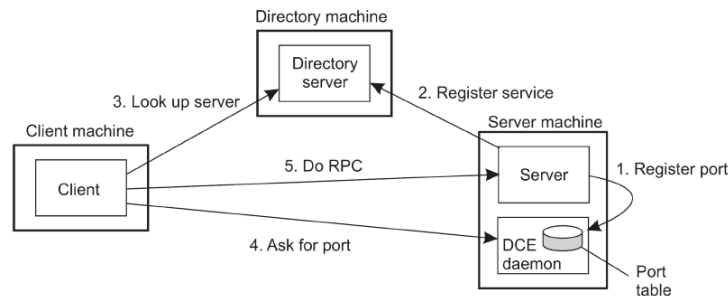 Directory machine
Directory
server
3. Look up server
2. Register service
Client machine
Server machine
Client
5. Do RPC
Server
1. Register port
4. Ask for port
DCE
daemon
Port
table